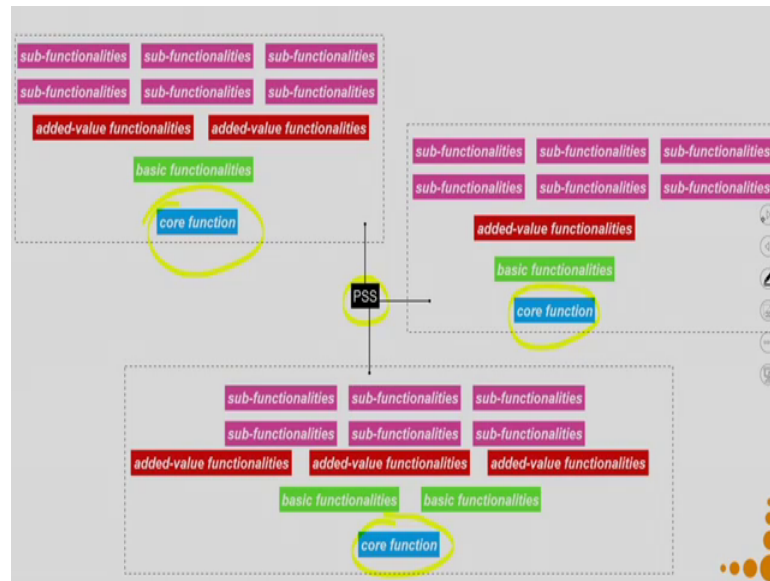 sub-functionalities sub-functionalities sub-functionalities
sub-functionalities sub-functionalities sub-functionalities
added-value functionalities added-value functionalities
basic functionalities
core function
sub-functionalities sub-functionalities sub-functionalities
sub-functionalities sub-functionalities sub-functionalities
added-value functionalities
basic functionalities
core function
PSS
sub-functionalities sub-functionalities sub-functionalities
sub-functionalities sub-functionalities sub-functionalities
added-value functionalities added-value functionalities added-value functionalities
basic functionalities basic functionalities
core function